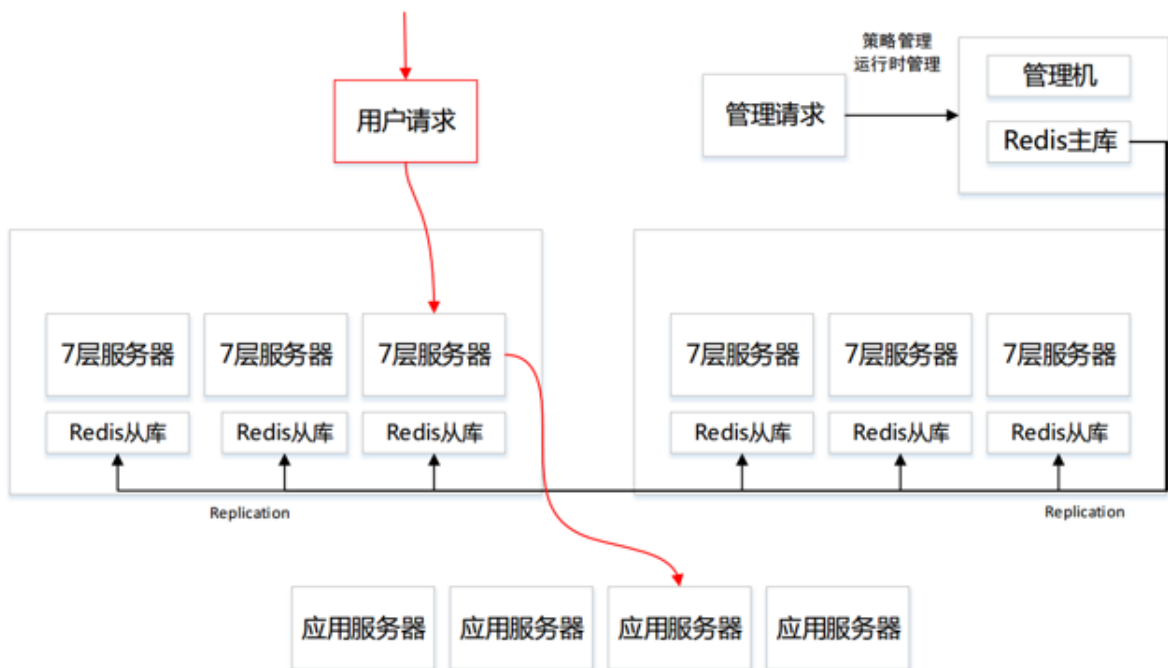 策略管理
运行时管理
用户请求
管理请求
管理机
Redis主库
7层服务器
7层服务器
7层服务器
7层服务器
7层服务器
7层服务器
Redis从库
Redis从库
Redis从库
Redis从库
Redis从库
Redis从库
Replication
Replication
应用服务器
应用服务器
应用服务器
应用服务器